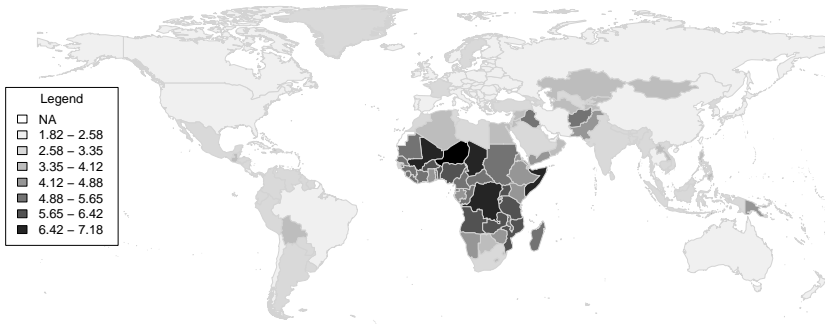 Legend
NA
1.82 – 2.58
2.58 – 3.35
3.35 – 4.12
4.12 – 4.88
4.88 – 5.65
5.65 – 6.42
6.42 – 7.18